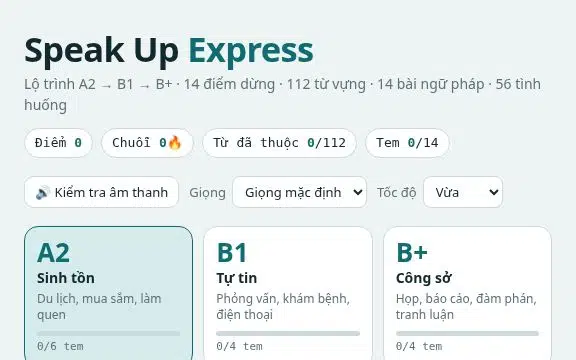 Speak Up Express
Lộ trình A2 → B1 → B+ · 14 điểm dừng · 112 từ vựng · 14 bài ngữ pháp · 56 tình
huống
Điểm 0 Chuỗi 0🔥 Từ đã thuộc 0/112 Tem 0/14
🔊 Kiểm tra âm thanh Giọng Giọng mặc định Tốc độ Vừa
A2 B1 B+
Sinh tồn Tự tin Công sở
Du lịch, mua sắm, làm Phỏng vấn, khám bệnh, Họp, báo cáo, đàm phán,
quen điện thoại tranh luận
0/6 tem 0/4 tem 0/4 tem